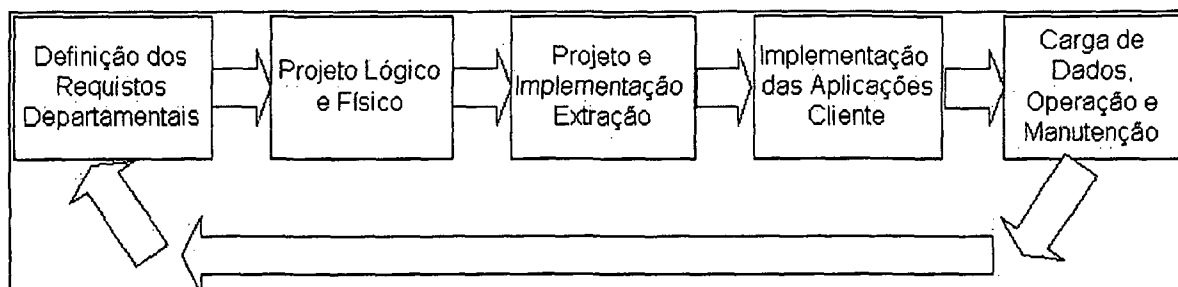 Definição dos
Requistos
Departamentais
Projeto Lógico
e Físico
Projeto e
Implementação
Extração
Implementação
das Aplicações
Cliente
Carga de
Dados,
Operação e
Manutenção